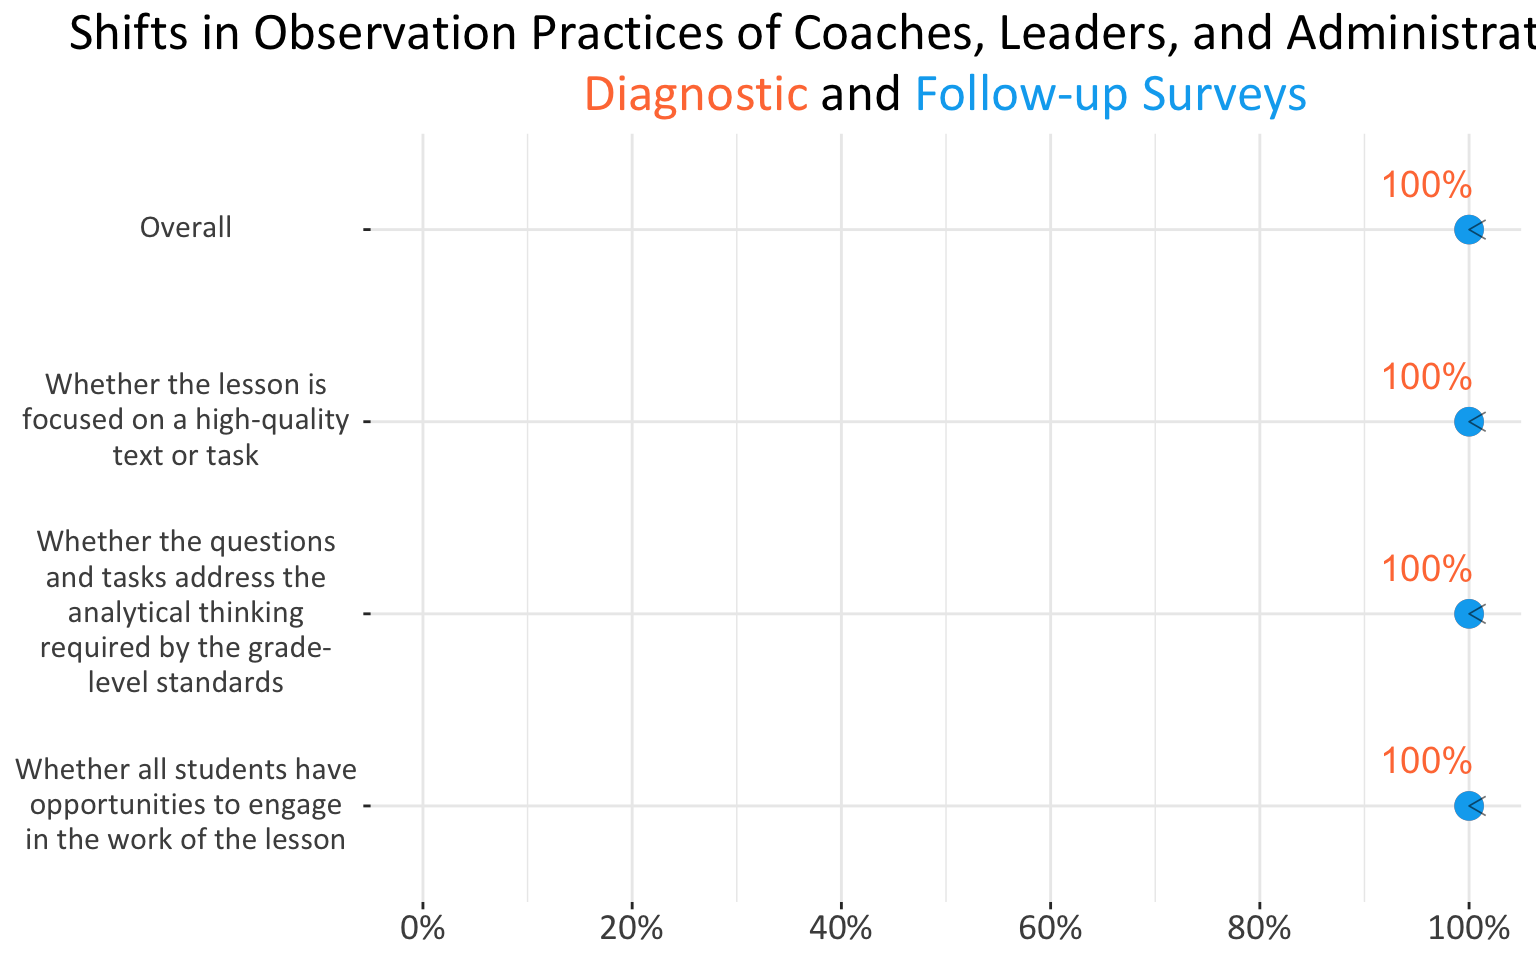 Shifts in Observation Practices of Coaches, Leaders, and Administrat
Diagnostic and Follow-up Surveys
100%
Overall
100%
Whether the lesson is
focused on a high-quality
text or task
100%
Whether the questions
and tasks address the
analytical thinking
required by the grade-
level standards
100%
Whether all students have
opportunities to engage
in the work of the lesson
0% 20% 40% 60% 80% 100%